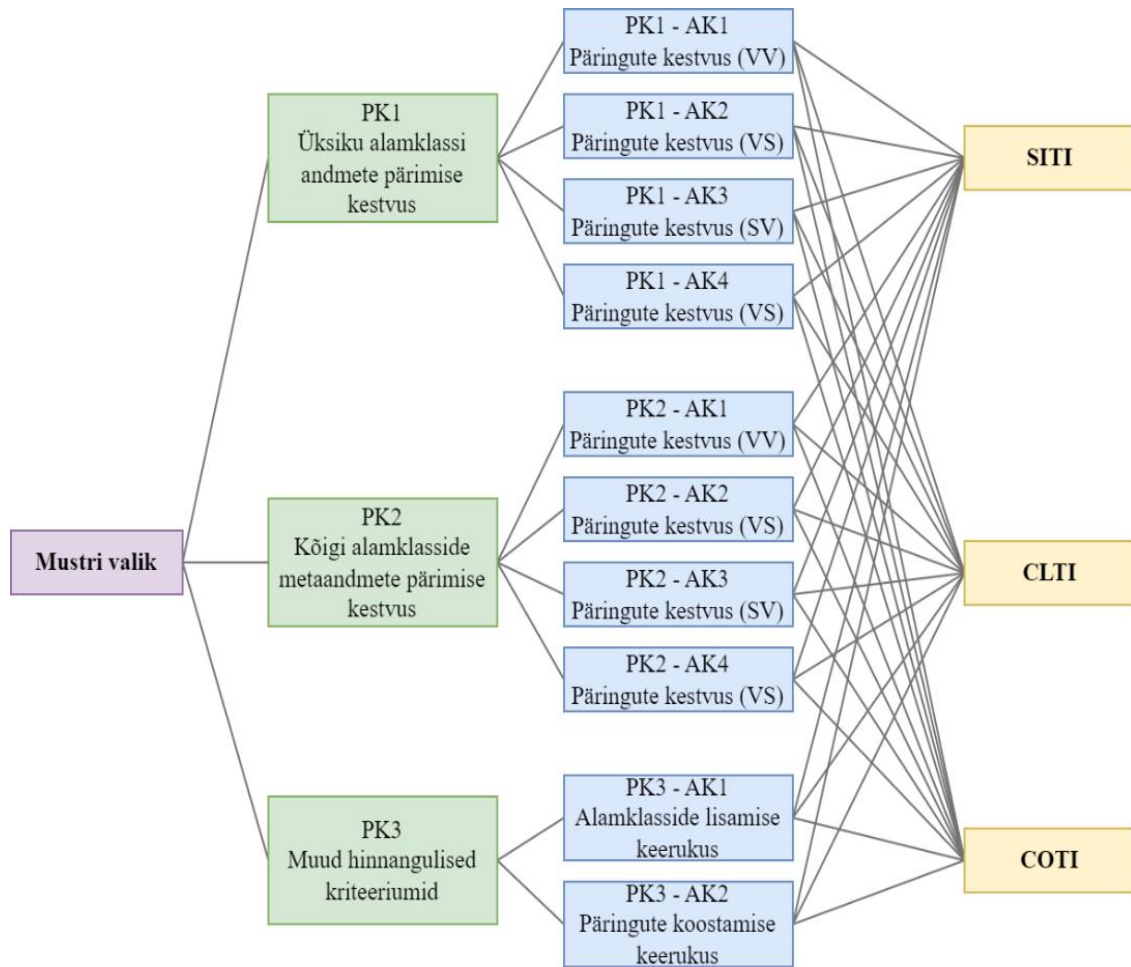 Mustri valik
PK1
Üksiku alamklassi
andmete pärimise
kestvus
PK2
Kõigi alamklasside
metaandmete pärimise
kestvus
PK3
Muud hinnangulised
kriteeriumid
PK1 - AK1
Päringute kestvus (VV)
PK1 - AK2
Päringute kestvus (VS)
PK1 - AK3
Päringute kestvus (SV)
PK1 - AK4
Päringute kestvus (VS)
PK2 - AK1
Päringute kestvus (VV)
PK2 - AK2
Päringute kestvus (VS)
PK2 - AK3
Päringute kestvus (SV)
PK2 - AK4
Päringute kestvus (VS)
PK3 - AK1
Alamklasside lisamise
keerukus
PK3 - AK2
Päringute koostamise
keerukus
SITI
CLTI
COTI